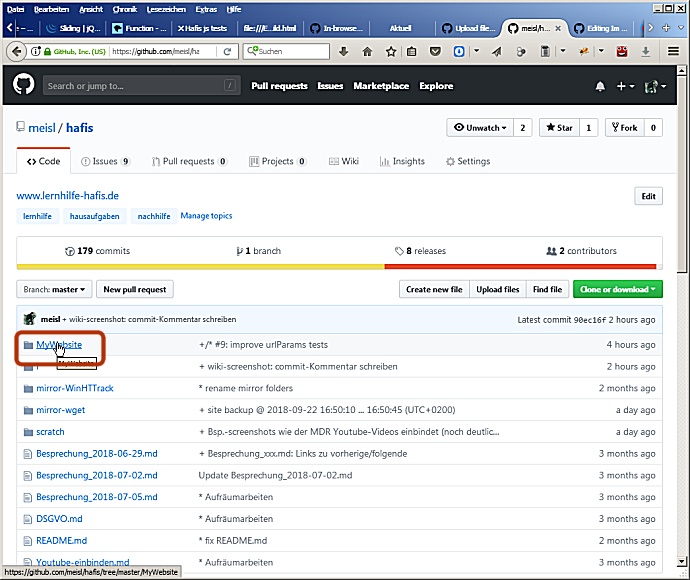 Datei Bearbeiten Ansicht Chronik Lesezeichen Extras Hilfe
Sliding | jQ Function - Hafis js tests file:///E...ild.html In-browse Aktuell Upload file meisl/h Editing Im
GitHub, Inc. (US) https://github.com/meisl/ha Suchen
Search or jump to... / Pull requests Issues Marketplace Explore
meisl / hafis
Unwatch 2 Star 1 Fork 0
Code Issues 9 Pull requests 0 Projects 0 Wiki Insights Settings
www.lernhilfe-hafis.de Edit
lernhilfe hausaufgaben nachhilfe Manage topics
179 commits 1 branch 8 releases 2 contributors
Branch: master New pull request Create new file Upload files Find file Clone or download
meisl + wiki-screenshot: commit-Kommentar schreiben Latest commit 90ec16f 2 hours ago
MyWebsite +/* #9: improve urlParams tests 4 hours ago
MyWebsite
+ wiki-screenshot: commit-Kommentar schreiben 2 hours ago
mirror-WinHTTrack * rename mirror folders 2 months ago
mirror-wget + site backup @ 2018-09-22 16:50:10 ... 16:50:45 (UTC+0200) a day ago
scratch + Bsp.-screenshots wie der MDR Youtube-Videos einbindet (noch deutlic... a day ago
Besprechung_2018-06-29.md + Besprechung_xxx.md: Links zu vorherige/folgende 3 months ago
Besprechung_2018-07-02.md Update Besprechung_2018-07-02.md 3 months ago
Besprechung_2018-07-05.md * Aufräumarbeiten 3 months ago
DSGVO.md * Aufräumarbeiten 3 months ago
README.md * fix README.md 2 months ago
Youtube-einbinden.md * Aufräumarbeiten 3 months ago
https://github.com/meisl/hafis/tree/master/MyWebsite